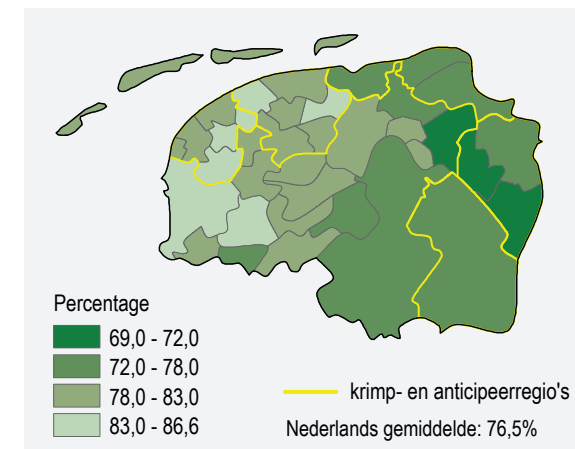 Percentage
69,0 - 72,0
72,0 - 78,0
78,0 - 83,0
83,0 - 86,6
krimp- en anticipeerregio's
Nederlands gemiddelde: 76,5%